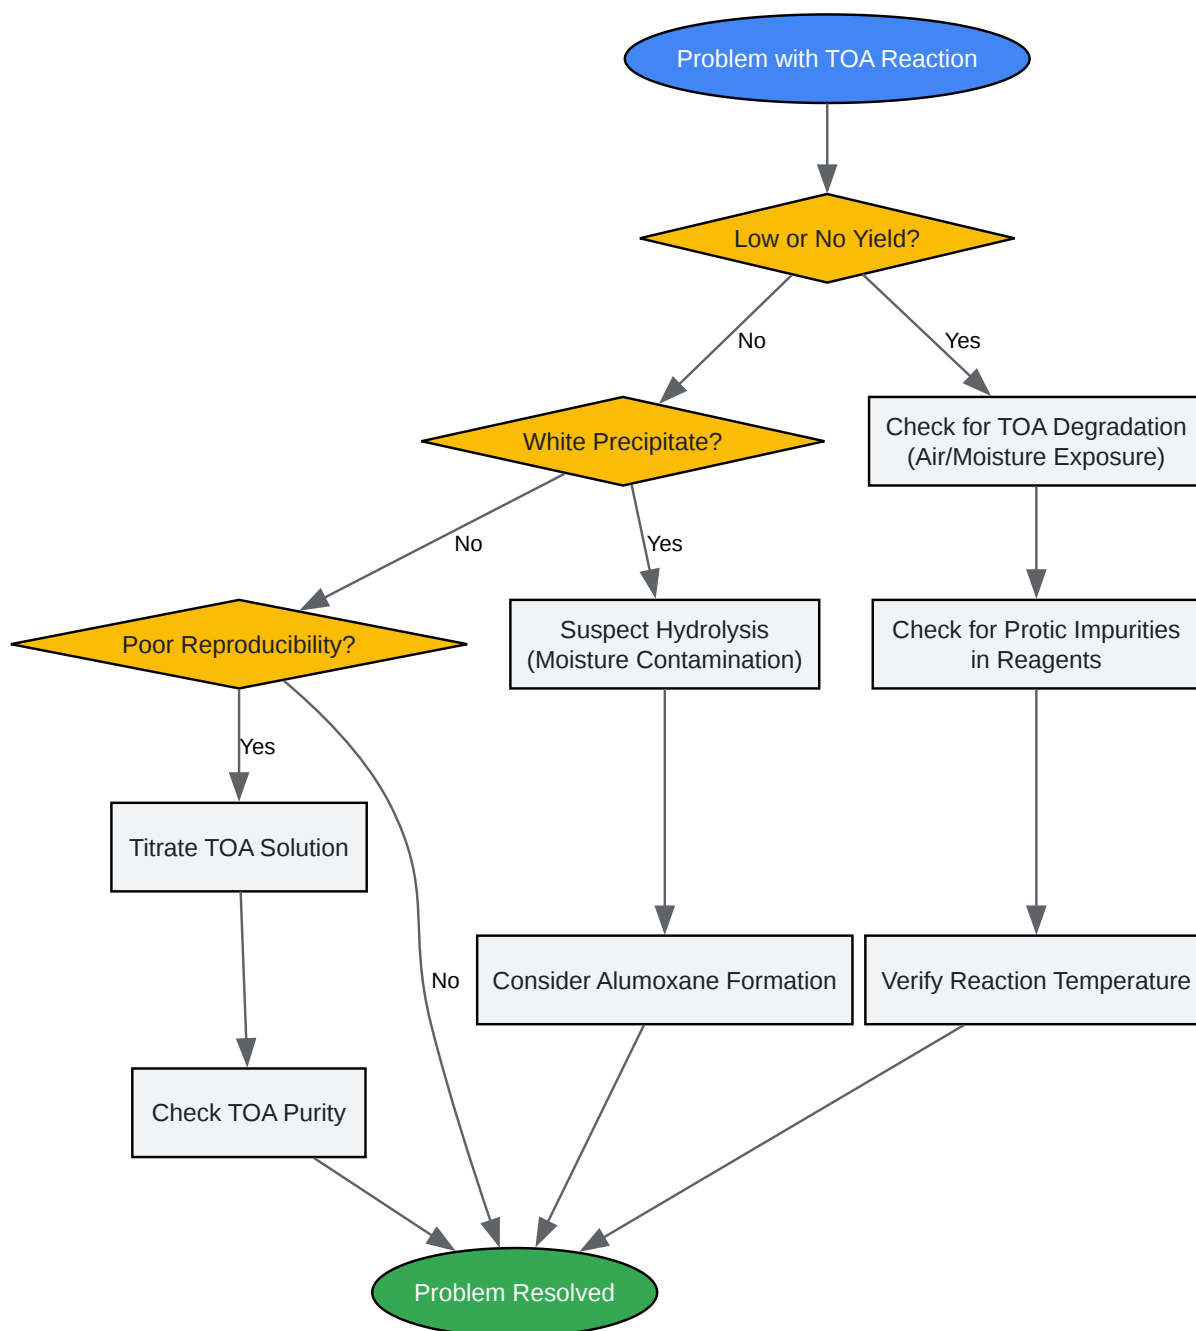 Problem with TOA Reaction
Low or No Yield?
No
Yes
White Precipitate?
Check for TOA Degradation
(Air/Moisture Exposure)
No
Yes
Poor Reproducibility?
Suspect Hydrolysis
(Moisture Contamination)
Check for Protic Impurities
in Reagents
Yes
Titrate TOA Solution
No
Consider Alumoxane Formation
Verify Reaction Temperature
Check TOA Purity
Problem Resolved